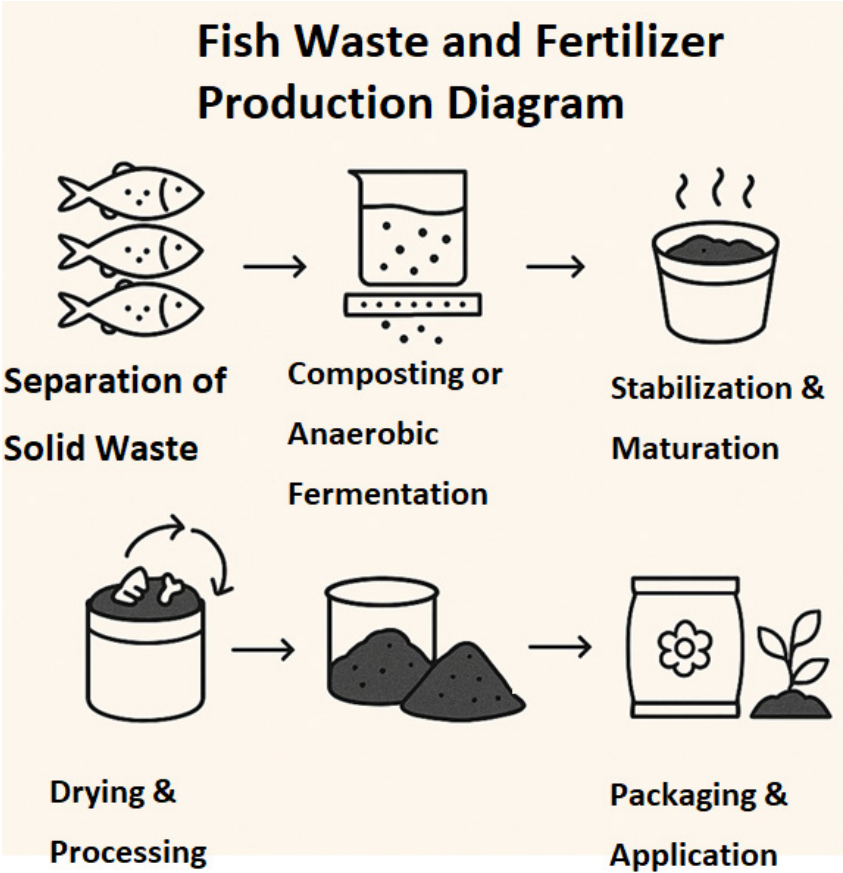 Fish Waste and Fertilizer
Production Diagram
Separation of
Solid Waste
Composting or
Anaerobic
Fermentation
Stabilization &
Maturation
Drying &
Processing
Packaging &
Application